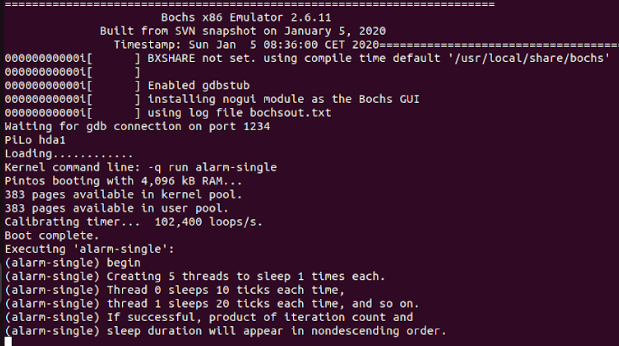 ========================================================================
Bochs x86 Emulator 2.6.11
Built from SVN snapshot on January 5, 2020
Timestamp: Sun Jan  5 08:36:00 CET 2020===================================
00000000000i[      ] BXSHARE not set. using compile time default '/usr/local/share/bochs'
00000000000i[      ]
00000000000i[      ] Enabled gdbstub
00000000000i[      ] installing nogui module as the Bochs GUI
00000000000i[      ] using log file bochsout.txt
Waiting for gdb connection on port 1234
PiLo hda1
Loading............
Kernel command line: -q run alarm-single
Pintos booting with 4,096 kB RAM...
383 pages available in kernel pool.
383 pages available in user pool.
Calibrating timer...  102,400 loops/s.
Boot complete.
Executing 'alarm-single':
(alarm-single) begin
(alarm-single) Creating 5 threads to sleep 1 times each.
(alarm-single) Thread 0 sleeps 10 ticks each time,
(alarm-single) thread 1 sleeps 20 ticks each time, and so on.
(alarm-single) If successful, product of iteration count and
(alarm-single) sleep duration will appear in nondescending order.